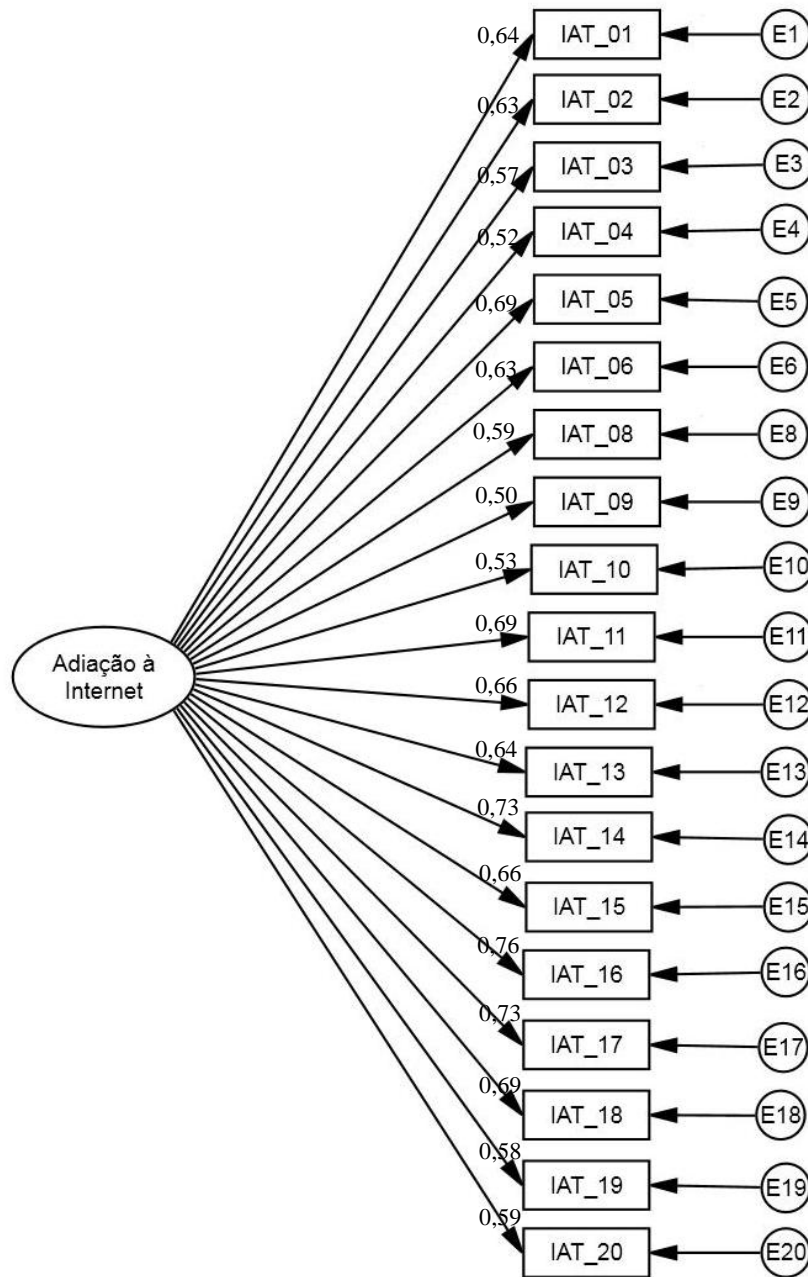 0,64
IAT_01
E1
0,63
IAT_02
E2
0,57
IAT_03
E3
0,52
IAT_04
E4
0,69
IAT_05
E5
0,63
IAT_06
E6
0,59
IAT_08
E8
0,50
IAT_09
E9
0,53
IAT_10
E10
0,69
IAT_11
E11
Adiação à
Internet
0,66
IAT_12
E12
0,64
IAT_13
E13
0,73
IAT_14
E14
0,66
IAT_15
E15
0,76
IAT_16
E16
0,73
IAT_17
E17
0,69
IAT_18
E18
0,58
IAT_19
E19
0,59
IAT_20
E20